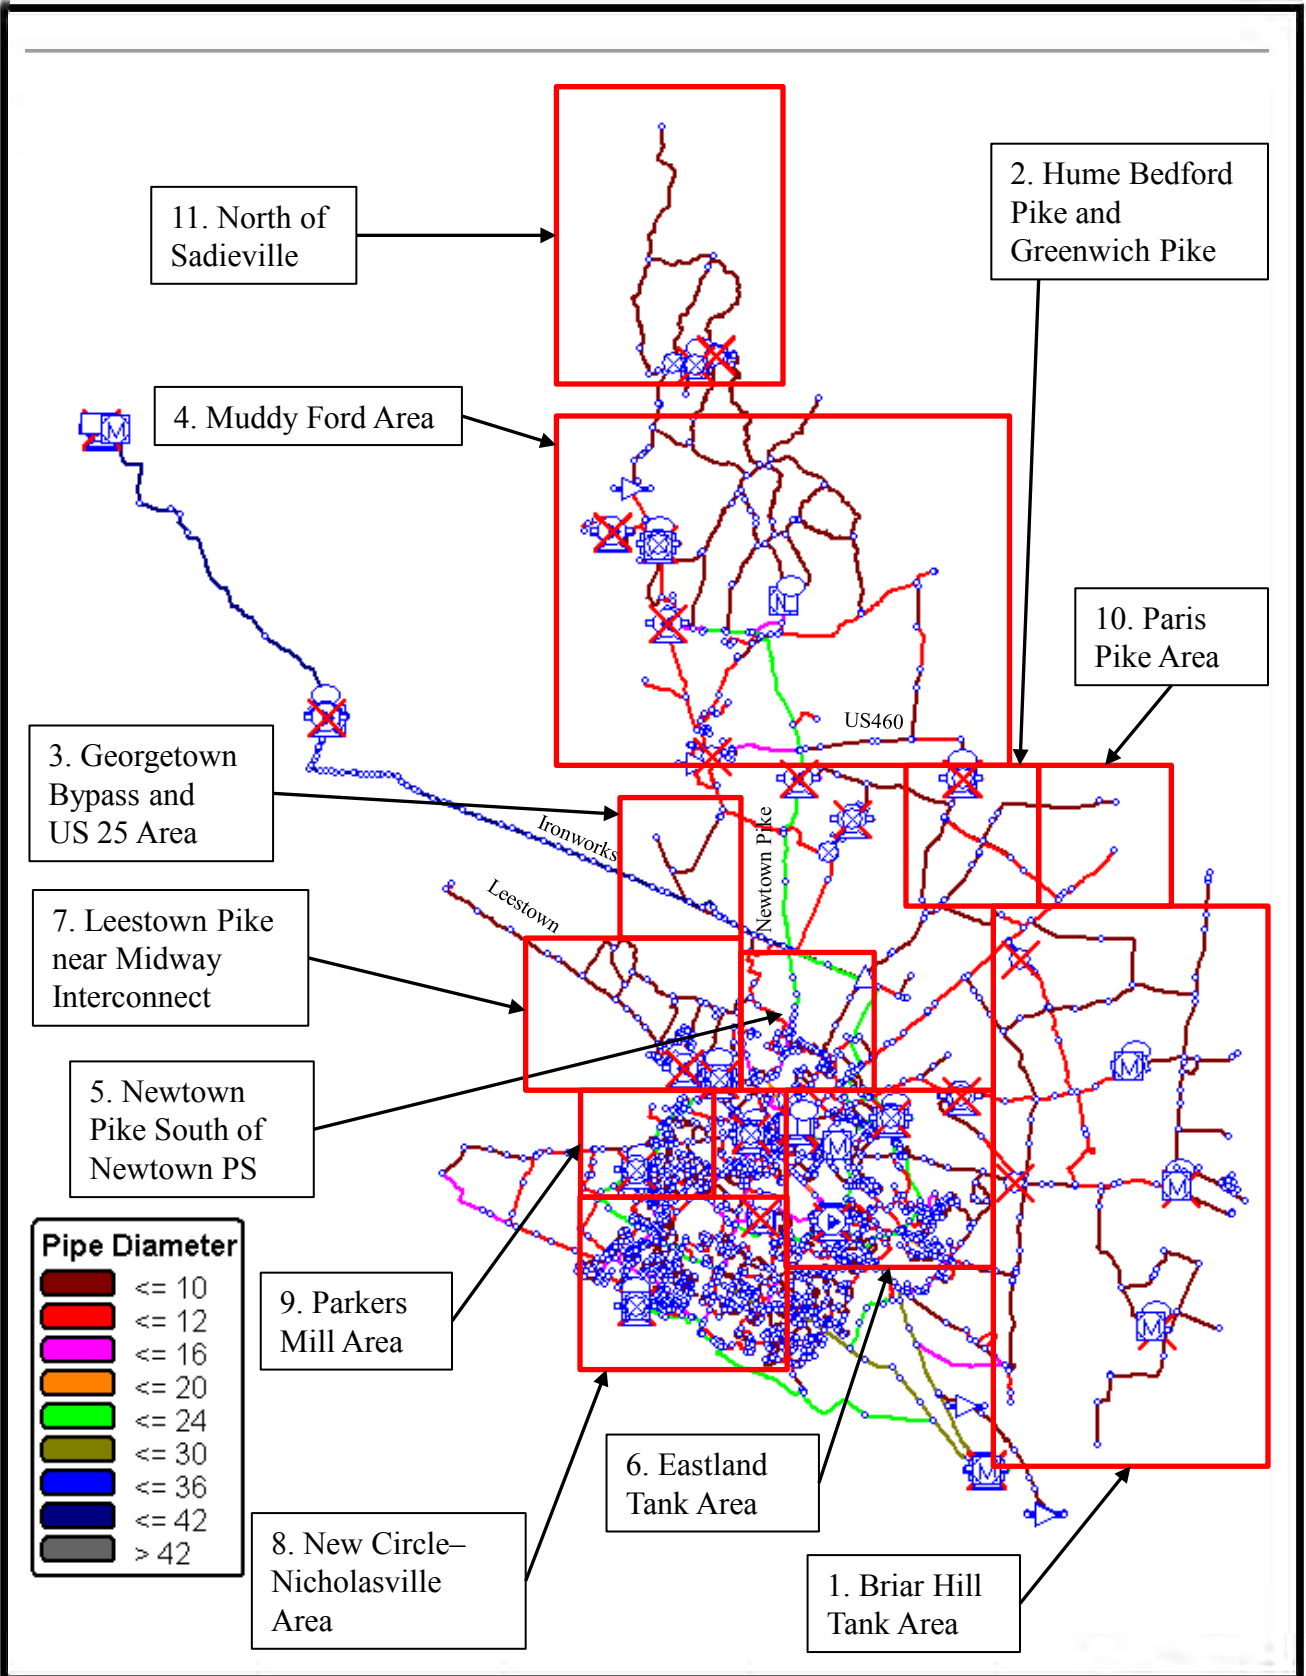 2. Hume Bedford
Pike and
Greenwich Pike
11. North of
Sadieville
4. Muddy Ford Area
M
N
10. Paris
Pike Area
US460
3. Georgetown
Bypass and
US 25 Area
Ironworks
Newtown Pike
Leestown
7. Leestown Pike
near Midway
Interconnect
5. Newtown
Pike South of
Newtown PS
M
M
M
M
M
Pipe Diameter
<= 10
<= 12
<= 16
<= 20
<= 24
<= 30
<= 36
<= 42
> 42
9. Parkers
Mill Area
6. Eastland
Tank Area
8. New Circle–
Nicholasville
Area
1. Briar Hill
Tank Area